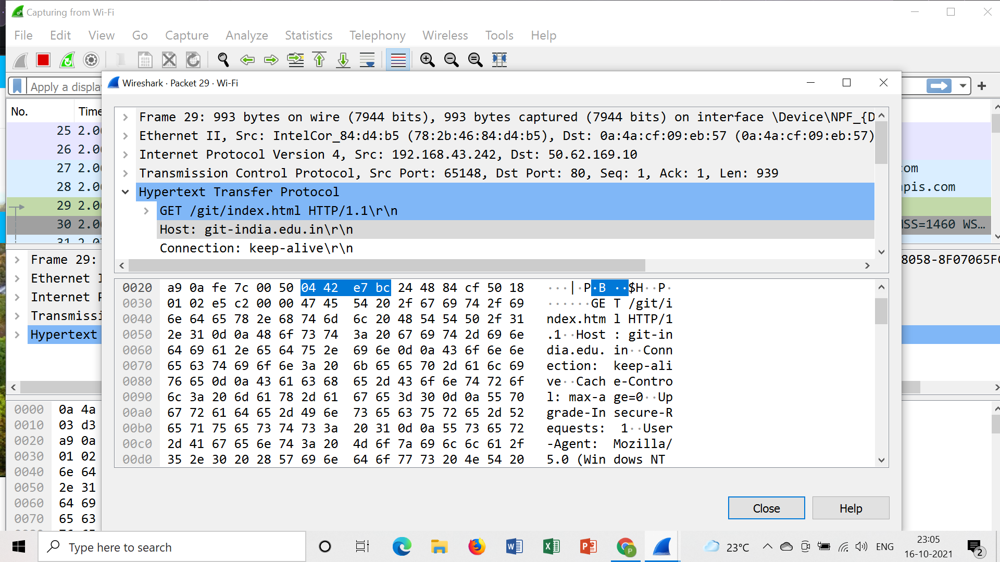 Capturing from Wi-Fi
File Edit View Go Capture Analyze Statistics Telephony Wireless Tools Help
Apply a displa
Wireshark · Packet 29 · Wi-Fi
No. Time
25 2.0
26 2.0
27 2.0 com
28 2.0 pis.com
29 2.0
30 2.0 MSS=1460 WS…
31 2.0
Frame 29: 993 bytes on wire (7944 bits), 993 bytes captured (7944 bits) on interface \Device\NPF_{D
Ethernet II, Src: IntelCor_84:d4:b5 (78:2b:46:84:d4:b5), Dst: 0a:4a:cf:09:eb:57 (0a:4a:cf:09:eb:57)
Internet Protocol Version 4, Src: 192.168.43.242, Dst: 50.62.169.10
Transmission Control Protocol, Src Port: 65148, Dst Port: 80, Seq: 1, Ack: 1, Len: 939
Hypertext Transfer Protocol
GET /git/index.html HTTP/1.1\r\n
Host: git-india.edu.in\r\n
Connection: keep-alive\r\n
Frame 29: 8058-8F07065F
Ethernet I
Internet P
Transmissi
Hypertext
0020 a9 0a fe 7c 00 50 04 42 e7 bc 24 48 84 cf 50 18 ···|·P·B ··$H··P·
0030 01 02 e5 c2 00 00 47 45 54 20 2f 67 69 74 2f 69 ······GE T /git/i
0040 6e 64 65 78 2e 68 74 6d 6c 20 48 54 54 50 2f 31 ndex.htm l HTTP/1
0050 2e 31 0d 0a 48 6f 73 74 3a 20 67 69 74 2d 69 6e .1··Host : git-in
0060 64 69 61 2e 65 64 75 2e 69 6e 0d 0a 43 6f 6e 6e dia.edu. in··Conn
0070 65 63 74 69 6f 6e 3a 20 6b 65 65 70 2d 61 6c 69 ection: keep-ali
0080 76 65 0d 0a 43 61 63 68 65 2d 43 6f 6e 74 72 6f ve··Cach e-Contro
0090 6c 3a 20 6d 61 78 2d 61 67 65 3d 30 0d 0a 55 70 l: max-a ge=0··Up
00a0 67 72 61 64 65 2d 49 6e 73 65 63 75 72 65 2d 52 grade-In secure-R
00b0 65 71 75 65 73 74 73 3a 20 31 0d 0a 55 73 65 72 equests: 1··User
00c0 2d 41 67 65 6e 74 3a 20 4d 6f 7a 69 6c 6c 61 2f -Agent: Mozilla/
00d0 35 2e 30 20 28 57 69 6e 64 6f 77 73 20 4e 54 20 5.0 (Win dows NT
0000 0a 4a
0010 03 d3
0020 a9 0a
0030 01 02
0040 6e 64
0050 2e 31
0060 64 69
0070 65 63
Close Help
Type here to search
23°C ENG 23:05
16-10-2021
2